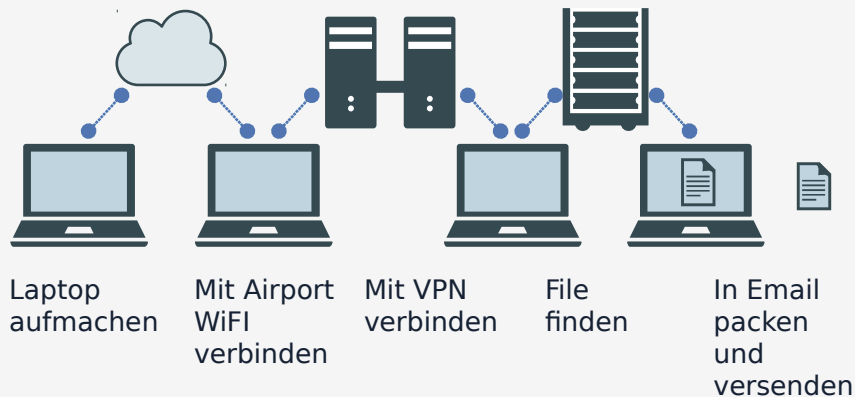 Laptop
aufmachen
Mit Airport
WiFI
verbinden
Mit VPN
verbinden
File
finden
In Email
packen
und
versenden